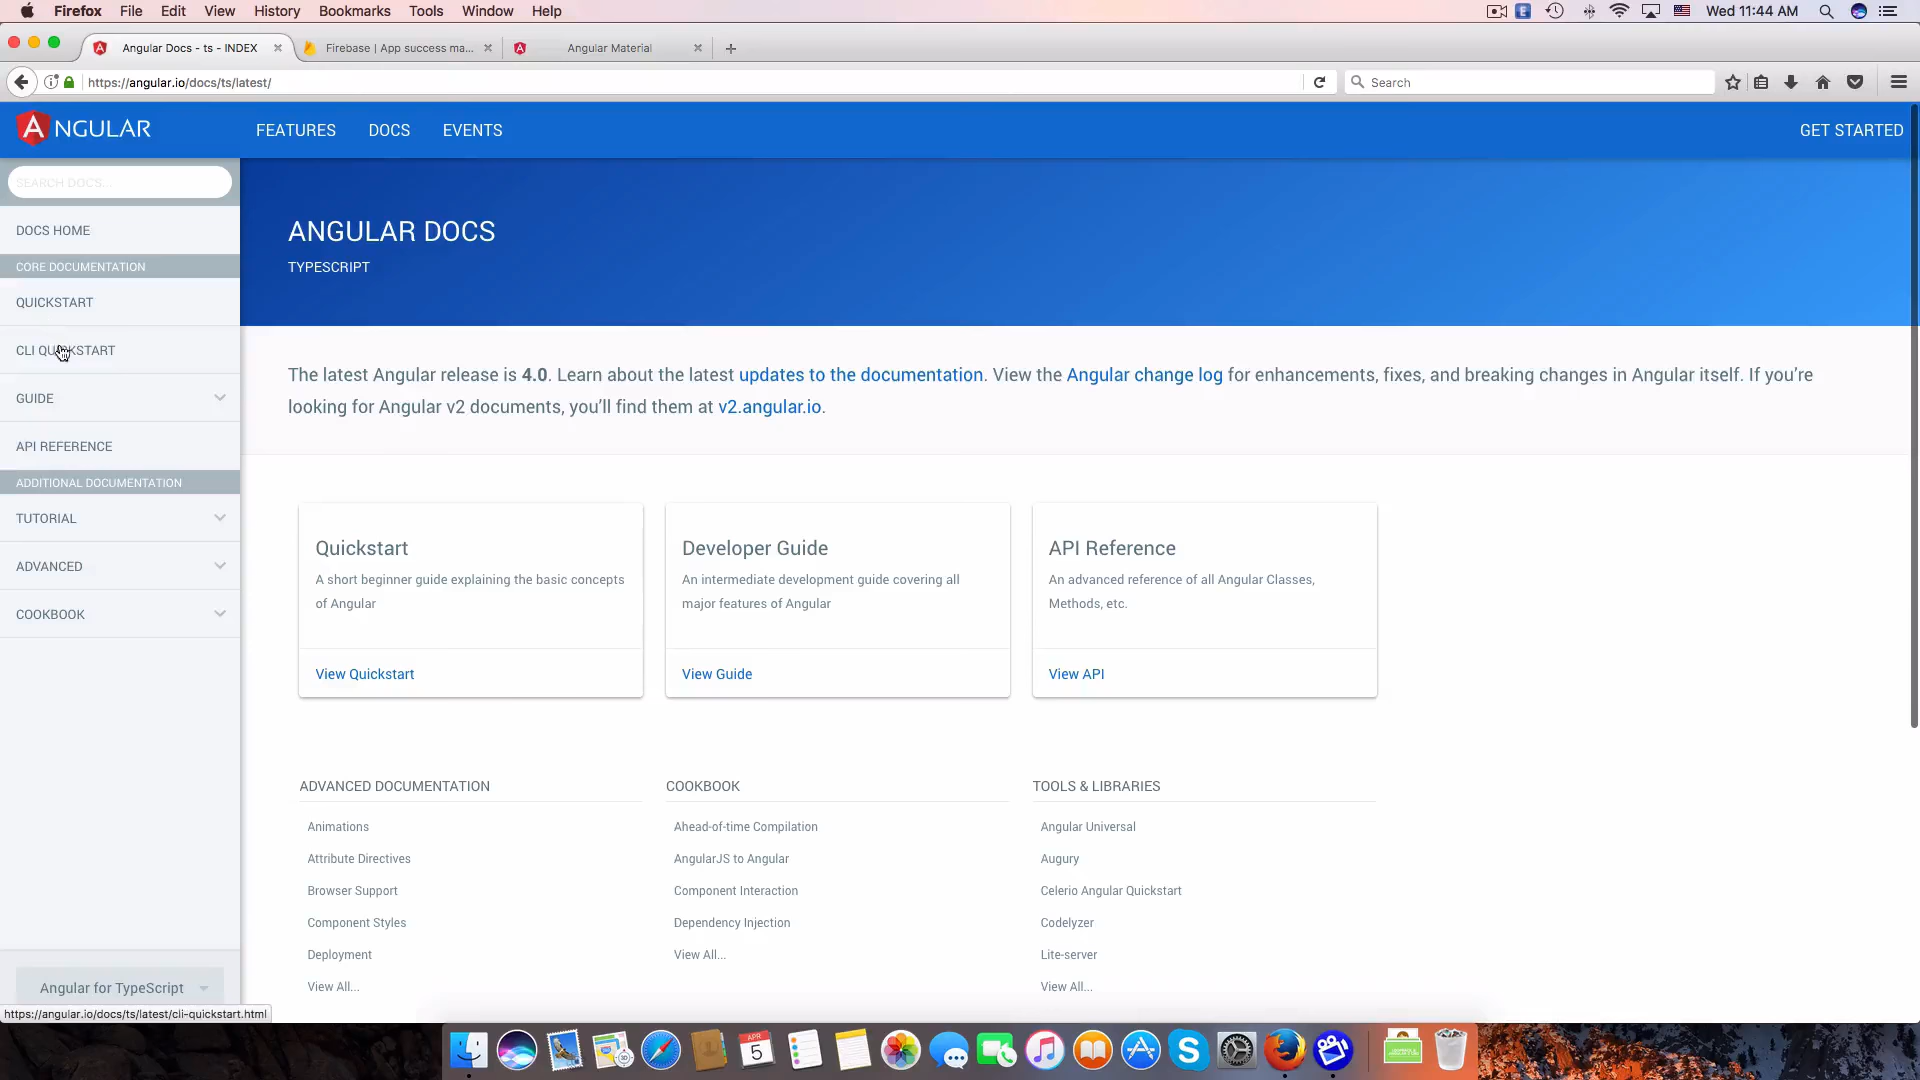 Firefox File Edit View History Bookmarks Tools Window Help
Wed 11:44 AM
Angular Docs - ts - INDEX
Firebase | App success ma...
Angular Material
https://angular.io/docs/ts/latest/
Search
ANGULAR
FEATURES DOCS EVENTS
GET STARTED
SEARCH DOCS...
DOCS HOME
CORE DOCUMENTATION
QUICKSTART
CLI QUICKSTART
GUIDE
API REFERENCE
ADDITIONAL DOCUMENTATION
TUTORIAL
ADVANCED
COOKBOOK
Angular for TypeScript
https://angular.io/docs/ts/latest/cli-quickstart.html
ANGULAR DOCS
TYPESCRIPT
The latest Angular release is 4.0. Learn about the latest updates to the documentation. View the Angular change log for enhancements, fixes, and breaking changes in Angular itself. If you're
looking for Angular v2 documents, you'll find them at v2.angular.io.
Quickstart
A short beginner guide explaining the basic concepts
of Angular
View Quickstart
Developer Guide
An intermediate development guide covering all
major features of Angular
View Guide
API Reference
An advanced reference of all Angular Classes,
Methods, etc.
View API
ADVANCED DOCUMENTATION
Animations
Attribute Directives
Browser Support
Component Styles
Deployment
View All...
COOKBOOK
Ahead-of-time Compilation
AngularJS to Angular
Component Interaction
Dependency Injection
View All...
TOOLS & LIBRARIES
Angular Universal
Augury
Celerio Angular Quickstart
Codelyzer
Lite-server
View All...
APR
5